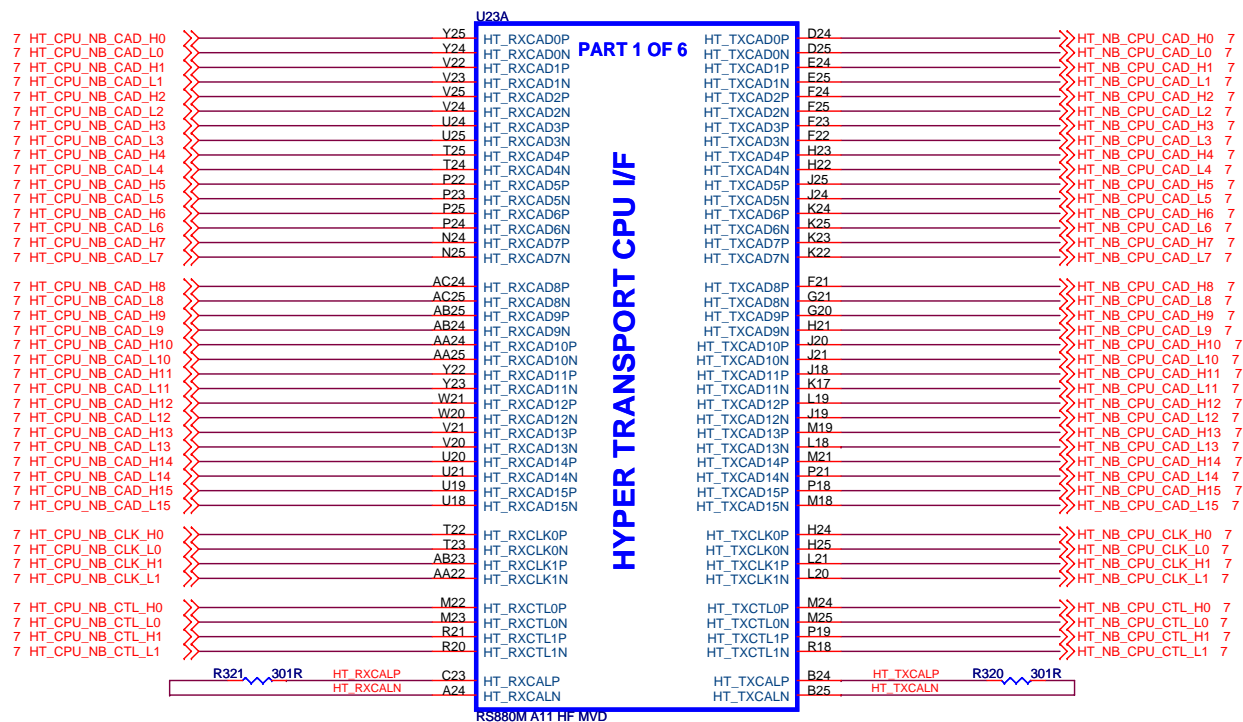 U23A
PART 1 OF 6
HYPER TRANSPORT CPU I/F
7 HT_CPU_NB_CAD_H0 Y25 HT_RXCAD0P HT_TXCAD0P D24 HT_NB_CPU_CAD_H0 7
7 HT_CPU_NB_CAD_L0 Y24 HT_RXCAD0N HT_TXCAD0N D25 HT_NB_CPU_CAD_L0 7
7 HT_CPU_NB_CAD_H1 V22 HT_RXCAD1P HT_TXCAD1P E24 HT_NB_CPU_CAD_H1 7
7 HT_CPU_NB_CAD_L1 V23 HT_RXCAD1N HT_TXCAD1N E25 HT_NB_CPU_CAD_L1 7
7 HT_CPU_NB_CAD_H2 V25 HT_RXCAD2P HT_TXCAD2P F24 HT_NB_CPU_CAD_H2 7
7 HT_CPU_NB_CAD_L2 V24 HT_RXCAD2N HT_TXCAD2N F25 HT_NB_CPU_CAD_L2 7
7 HT_CPU_NB_CAD_H3 U24 HT_RXCAD3P HT_TXCAD3P F23 HT_NB_CPU_CAD_H3 7
7 HT_CPU_NB_CAD_L3 U25 HT_RXCAD3N HT_TXCAD3N F22 HT_NB_CPU_CAD_L3 7
7 HT_CPU_NB_CAD_H4 T25 HT_RXCAD4P HT_TXCAD4P H23 HT_NB_CPU_CAD_H4 7
7 HT_CPU_NB_CAD_L4 T24 HT_RXCAD4N HT_TXCAD4N H22 HT_NB_CPU_CAD_L4 7
7 HT_CPU_NB_CAD_H5 P22 HT_RXCAD5P HT_TXCAD5P J25 HT_NB_CPU_CAD_H5 7
7 HT_CPU_NB_CAD_L5 P23 HT_RXCAD5N HT_TXCAD5N J24 HT_NB_CPU_CAD_L5 7
7 HT_CPU_NB_CAD_H6 P25 HT_RXCAD6P HT_TXCAD6P K24 HT_NB_CPU_CAD_H6 7
7 HT_CPU_NB_CAD_L6 P24 HT_RXCAD6N HT_TXCAD6N K25 HT_NB_CPU_CAD_L6 7
7 HT_CPU_NB_CAD_H7 N24 HT_RXCAD7P HT_TXCAD7P K23 HT_NB_CPU_CAD_H7 7
7 HT_CPU_NB_CAD_L7 N25 HT_RXCAD7N HT_TXCAD7N K22 HT_NB_CPU_CAD_L7 7
7 HT_CPU_NB_CAD_H8 AC24 HT_RXCAD8P HT_TXCAD8P F21 HT_NB_CPU_CAD_H8 7
7 HT_CPU_NB_CAD_L8 AC25 HT_RXCAD8N HT_TXCAD8N G21 HT_NB_CPU_CAD_L8 7
7 HT_CPU_NB_CAD_H9 AB25 HT_RXCAD9P HT_TXCAD9P G20 HT_NB_CPU_CAD_H9 7
7 HT_CPU_NB_CAD_L9 AB24 HT_RXCAD9N HT_TXCAD9N H21 HT_NB_CPU_CAD_L9 7
7 HT_CPU_NB_CAD_H10 AA24 HT_RXCAD10P HT_TXCAD10P J20 HT_NB_CPU_CAD_H10 7
7 HT_CPU_NB_CAD_L10 AA25 HT_RXCAD10N HT_TXCAD10N J21 HT_NB_CPU_CAD_L10 7
7 HT_CPU_NB_CAD_H11 Y22 HT_RXCAD11P HT_TXCAD11P J18 HT_NB_CPU_CAD_H11 7
7 HT_CPU_NB_CAD_L11 Y23 HT_RXCAD11N HT_TXCAD11N K17 HT_NB_CPU_CAD_L11 7
7 HT_CPU_NB_CAD_H12 W21 HT_RXCAD12P HT_TXCAD12P L19 HT_NB_CPU_CAD_H12 7
7 HT_CPU_NB_CAD_L12 W20 HT_RXCAD12N HT_TXCAD12N J19 HT_NB_CPU_CAD_L12 7
7 HT_CPU_NB_CAD_H13 V21 HT_RXCAD13P HT_TXCAD13P M19 HT_NB_CPU_CAD_H13 7
7 HT_CPU_NB_CAD_L13 V20 HT_RXCAD13N HT_TXCAD13N L18 HT_NB_CPU_CAD_L13 7
7 HT_CPU_NB_CAD_H14 U20 HT_RXCAD14P HT_TXCAD14P M21 HT_NB_CPU_CAD_H14 7
7 HT_CPU_NB_CAD_L14 U21 HT_RXCAD14N HT_TXCAD14N P21 HT_NB_CPU_CAD_L14 7
7 HT_CPU_NB_CAD_H15 U19 HT_RXCAD15P HT_TXCAD15P P18 HT_NB_CPU_CAD_H15 7
7 HT_CPU_NB_CAD_L15 U18 HT_RXCAD15N HT_TXCAD15N M18 HT_NB_CPU_CAD_L15 7
7 HT_CPU_NB_CLK_H0 T22 HT_RXCLK0P HT_TXCLK0P H24 HT_NB_CPU_CLK_H0 7
7 HT_CPU_NB_CLK_L0 T23 HT_RXCLK0N HT_TXCLK0N H25 HT_NB_CPU_CLK_L0 7
7 HT_CPU_NB_CLK_H1 AB23 HT_RXCLK1P HT_TXCLK1P L21 HT_NB_CPU_CLK_H1 7
7 HT_CPU_NB_CLK_L1 AA22 HT_RXCLK1N HT_TXCLK1N L20 HT_NB_CPU_CLK_L1 7
7 HT_CPU_NB_CTL_H0 M22 HT_RXCTL0P HT_TXCTL0P M24 HT_NB_CPU_CTL_H0 7
7 HT_CPU_NB_CTL_L0 M23 HT_RXCTL0N HT_TXCTL0N M25 HT_NB_CPU_CTL_L0 7
7 HT_CPU_NB_CTL_H1 R21 HT_RXCTL1P HT_TXCTL1P P19 HT_NB_CPU_CTL_H1 7
7 HT_CPU_NB_CTL_L1 R20 HT_RXCTL1N HT_TXCTL1N R18 HT_NB_CPU_CTL_L1 7
R321 301R HT_RXCALP C23 HT_RXCALP HT_TXCALP B24 HT_TXCALP R320 301R
HT_RXCALN A24 HT_RXCALN HT_TXCALN B25 HT_TXCALN
RS880M A11 HF MVD